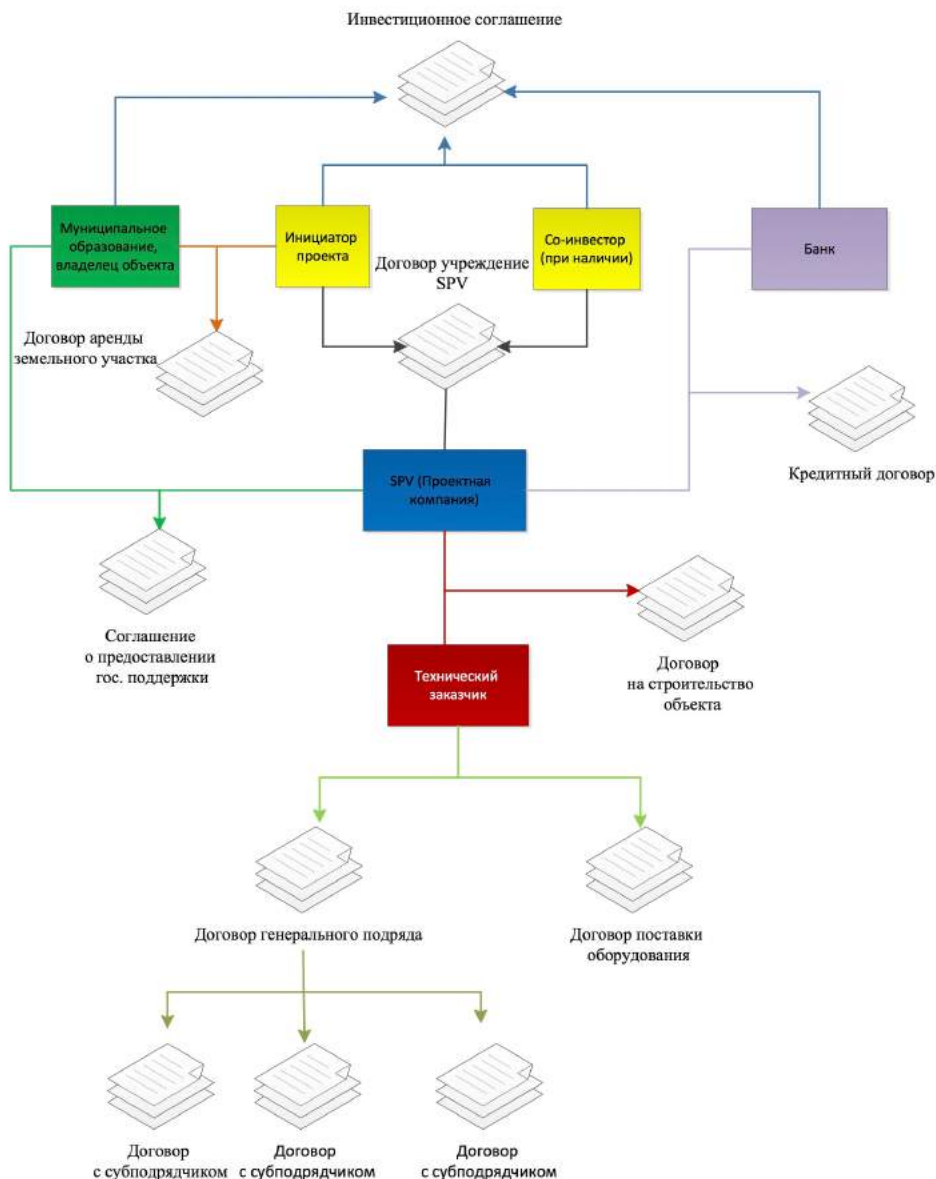 Инвестиционное соглашение
Муниципальное
образование,
владелец объекта
Инициатор
проекта
Договор учреждение
SPV
Со-инвестор
(при наличии)
Банк
Договор аренды
земельного участка
Кредитный договор
SPV (Проектная
компания)
Соглашение
о предоставлении
гос. поддержки
Технический
заказчик
Договор
на строительство
объекта
Договор генерального подряда
Договор поставки
оборудования
Договор
с субподрядчиком
Договор
с субподрядчиком
Договор
с субподрядчиком